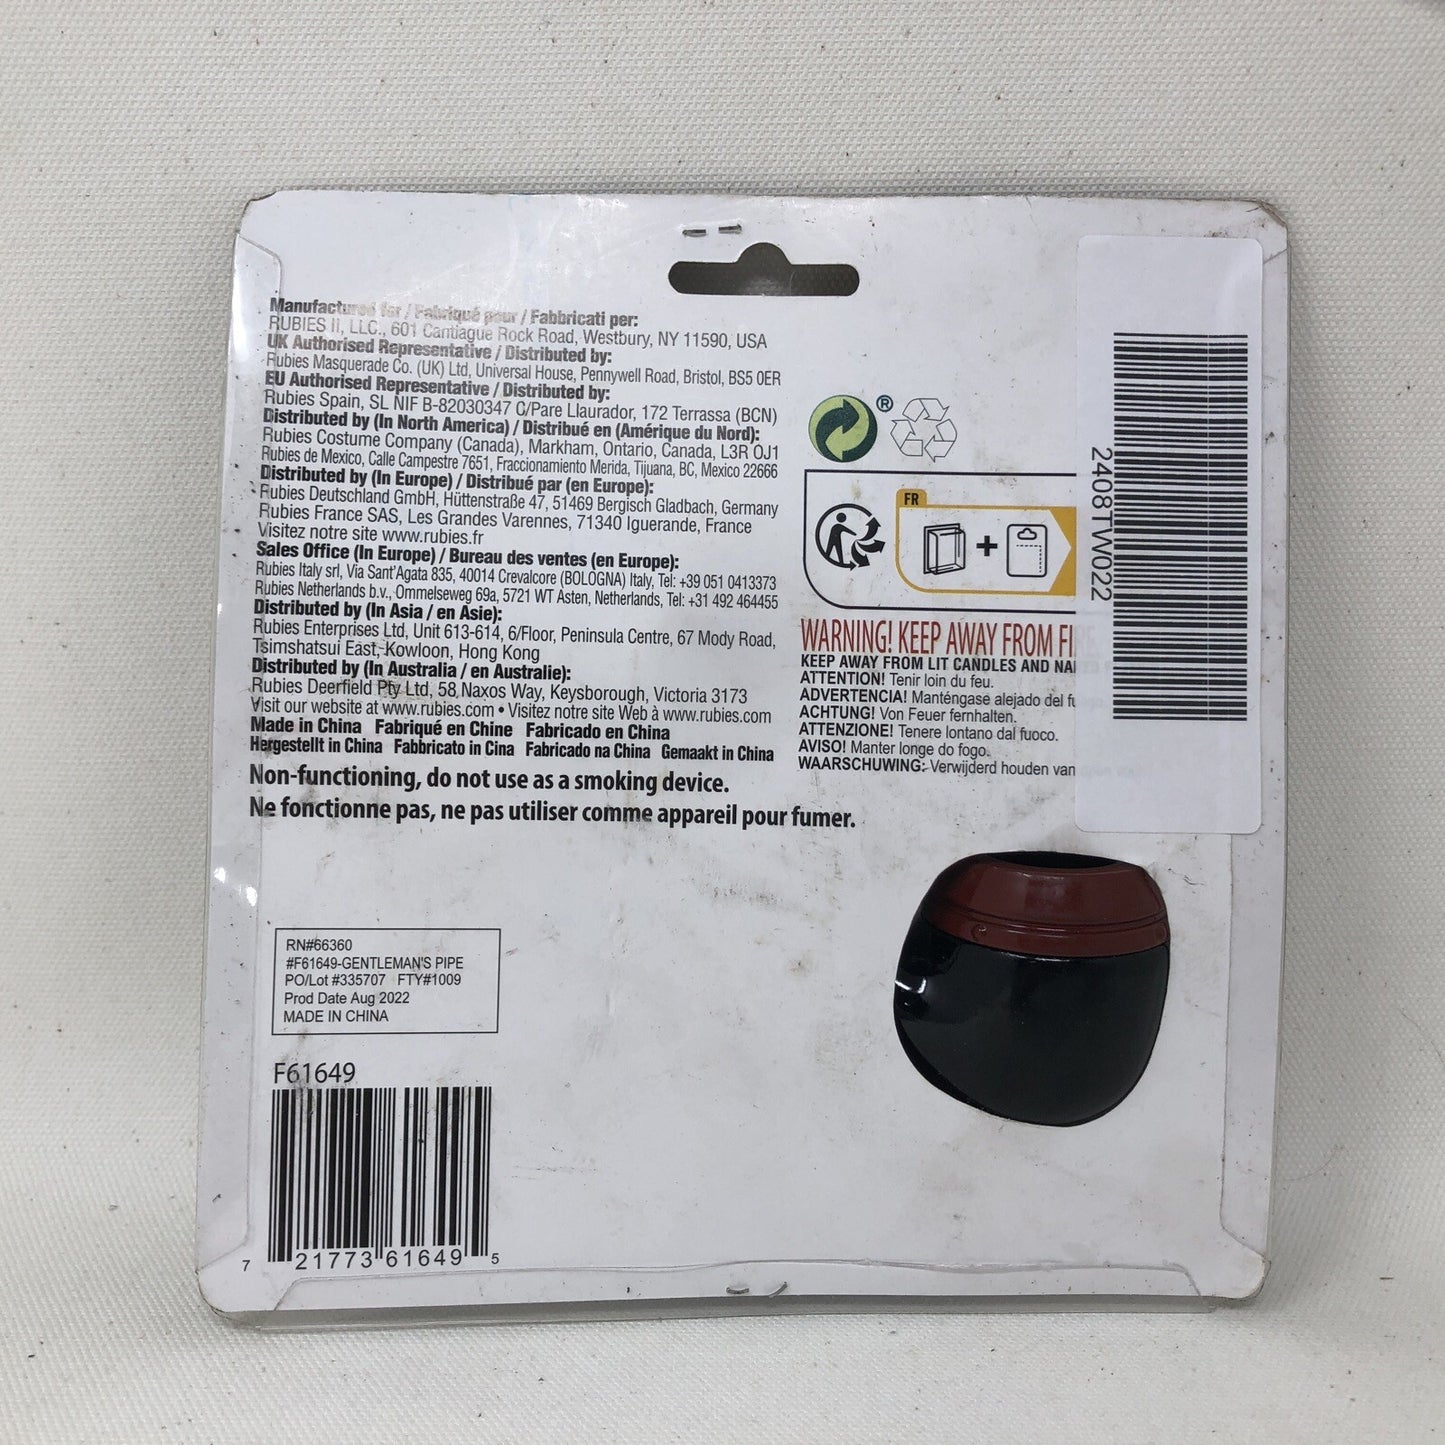 Manufactured for / Fabriqué pour / Fabbricati per:
RUBIES II, LLC., 601 Cantiague Rock Road, Westbury, NY 11590, USA
UK Authorised Representative / Distributed by:
Rubies Masquerade Co. (UK) Ltd, Universal House, Pennywell Road, Bristol, BS5 0ER
EU Authorised Representative / Distributed by:
Rubies Spain, SL NIF B-82030347 C/Pare Llaurador, 172 Terrassa (BCN)
Distributed by (In North America) / Distribué en (Amérique du Nord):
Rubies Costume Company (Canada), Markham, Ontario, Canada, L3R OJ1
Rubies de Mexico, Calle Campestre 7651, Fraccionamiento Merida, Tijuana, BC, Mexico 22666
Distributed by (In Europe) / Distribué par (en Europe):
Rubies Deutschland GmbH, Hüttenstraße 47, 51469 Bergisch Gladbach, Germany
Rubies France SAS, Les Grandes Varennes, 71340 Iguerande, France
Visitez notre site www.rubies.fr
Sales Office (In Europe) / Bureau des ventes (en Europe):
Rubies Italy srl, Via Sant'Agata 835, 40014 Crevalcore (BOLOGNA) Italy, Tel: +39 051 0413373
Rubies Netherlands b.v., Ommelseweg 69a, 5721 WT Asten, Netherlands, Tel: +31 492 464455
Distributed by (In Asia / en Asie):
Rubies Enterprises Ltd, Unit 613-614, 6/Floor, Peninsula Centre, 67 Mody Road,
Tsimshatsui East, Kowloon, Hong Kong
Distributed by (In Australia / en Australie):
Rubies Deerfield Pty Ltd, 58 Naxos Way, Keysborough, Victoria 3173
Visit our website at www.rubies.com • Visitez notre site Web à www.rubies.com
Made in China Fabriqué en Chine Fabricado en China
Hergestellt in China Fabbricato in Cina Fabricado na China Gemaakt in China
Non-functioning, do not use as a smoking device.
Ne fonctionne pas, ne pas utiliser comme appareil pour fumer.
®
FR
+
WARNING! KEEP AWAY FROM FIRE
KEEP AWAY FROM LIT CANDLES AND
ATTENTION! Tenir loin du feu.
ADVERTENCIA! Manténgase alejado del
ACHTUNG! Von Feuer fernhalten.
ATTENZIONE! Tenere lontano dal fuoco.
AVISO! Manter longe do fogo.
WAARSCHUWING: Verwijderd houden van
2408TW022
RN#66360
#F61649-GENTLEMAN'S PIPE
PO/Lot #335707 FTY#1009
Prod Date Aug 2022
MADE IN CHINA
F61649
7 21773 61649 5